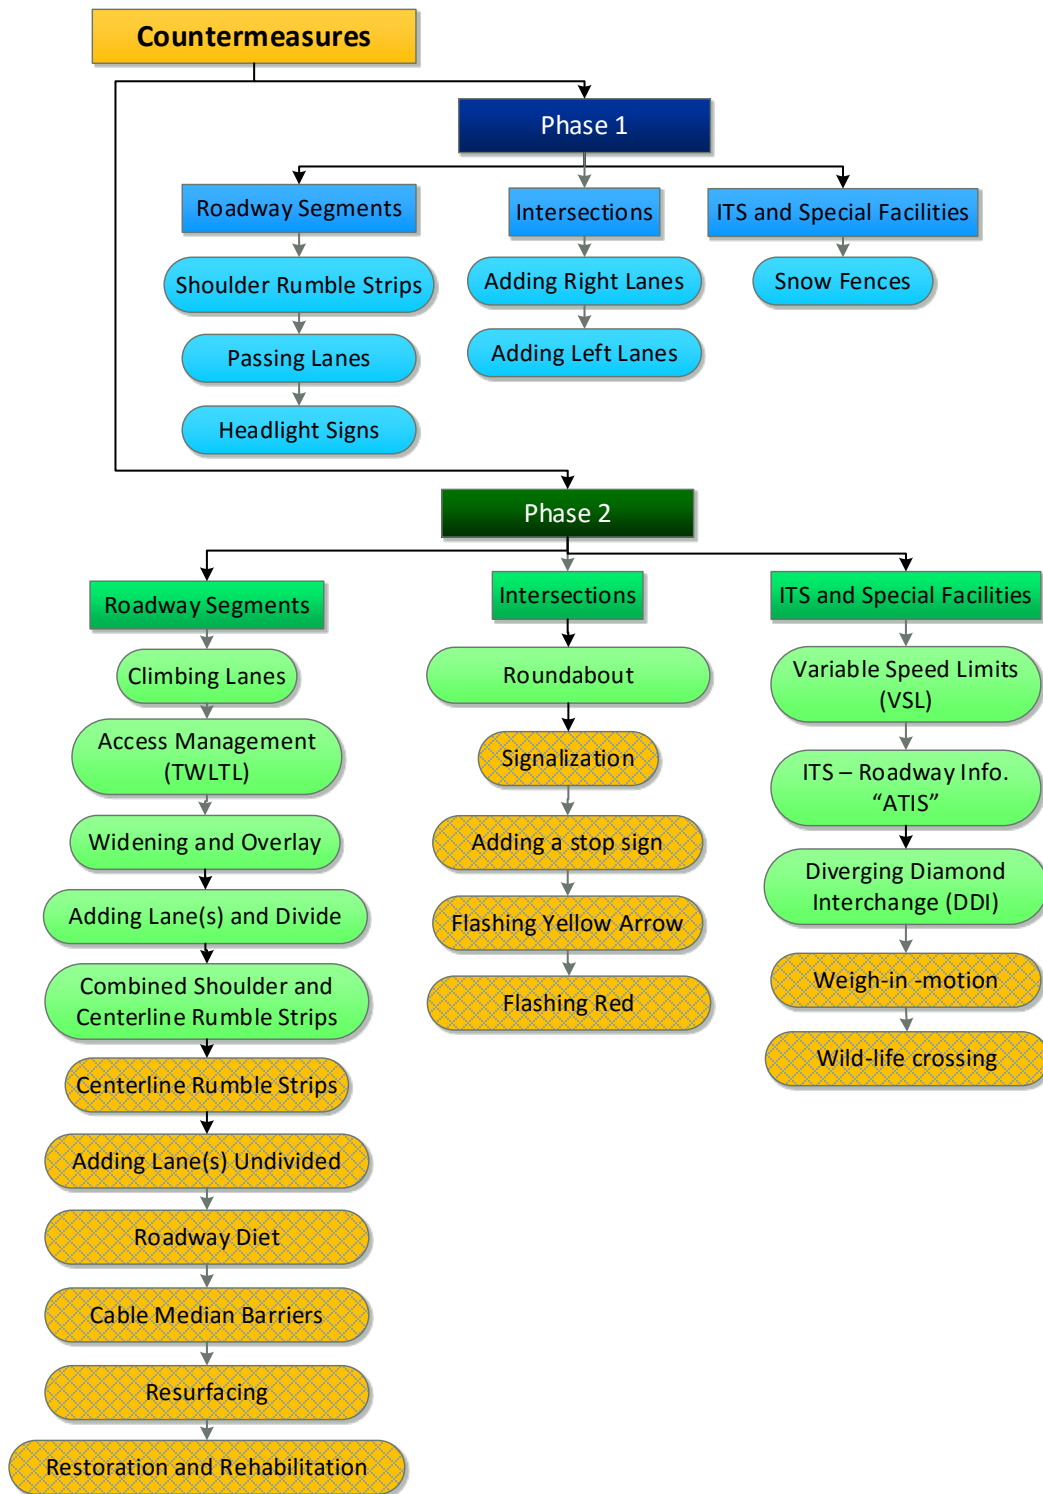 Countermeasures
Phase 1
Roadway Segments
Shoulder Rumble Strips
Passing Lanes
Headlight Signs
Intersections
Adding Right Lanes
Adding Left Lanes
ITS and Special Facilities
Snow Fences
Phase 2
Roadway Segments
Climbing Lanes
Access Management
(TWLTL)
Widening and Overlay
Adding Lane(s) and Divide
Combined Shoulder and
Centerline Rumble Strips
Centerline Rumble Strips
Adding Lane(s) Undivided
Roadway Diet
Cable Median Barriers
Resurfacing
Restoration and Rehabilitation
Intersections
Roundabout
Signalization
Adding a stop sign
Flashing Yellow Arrow
Flashing Red
ITS and Special Facilities
Variable Speed Limits
(VSL)
ITS – Roadway Info.
“ATIS”
Diverging Diamond
Interchange (DDI)
Weigh-in -motion
Wild-life crossing